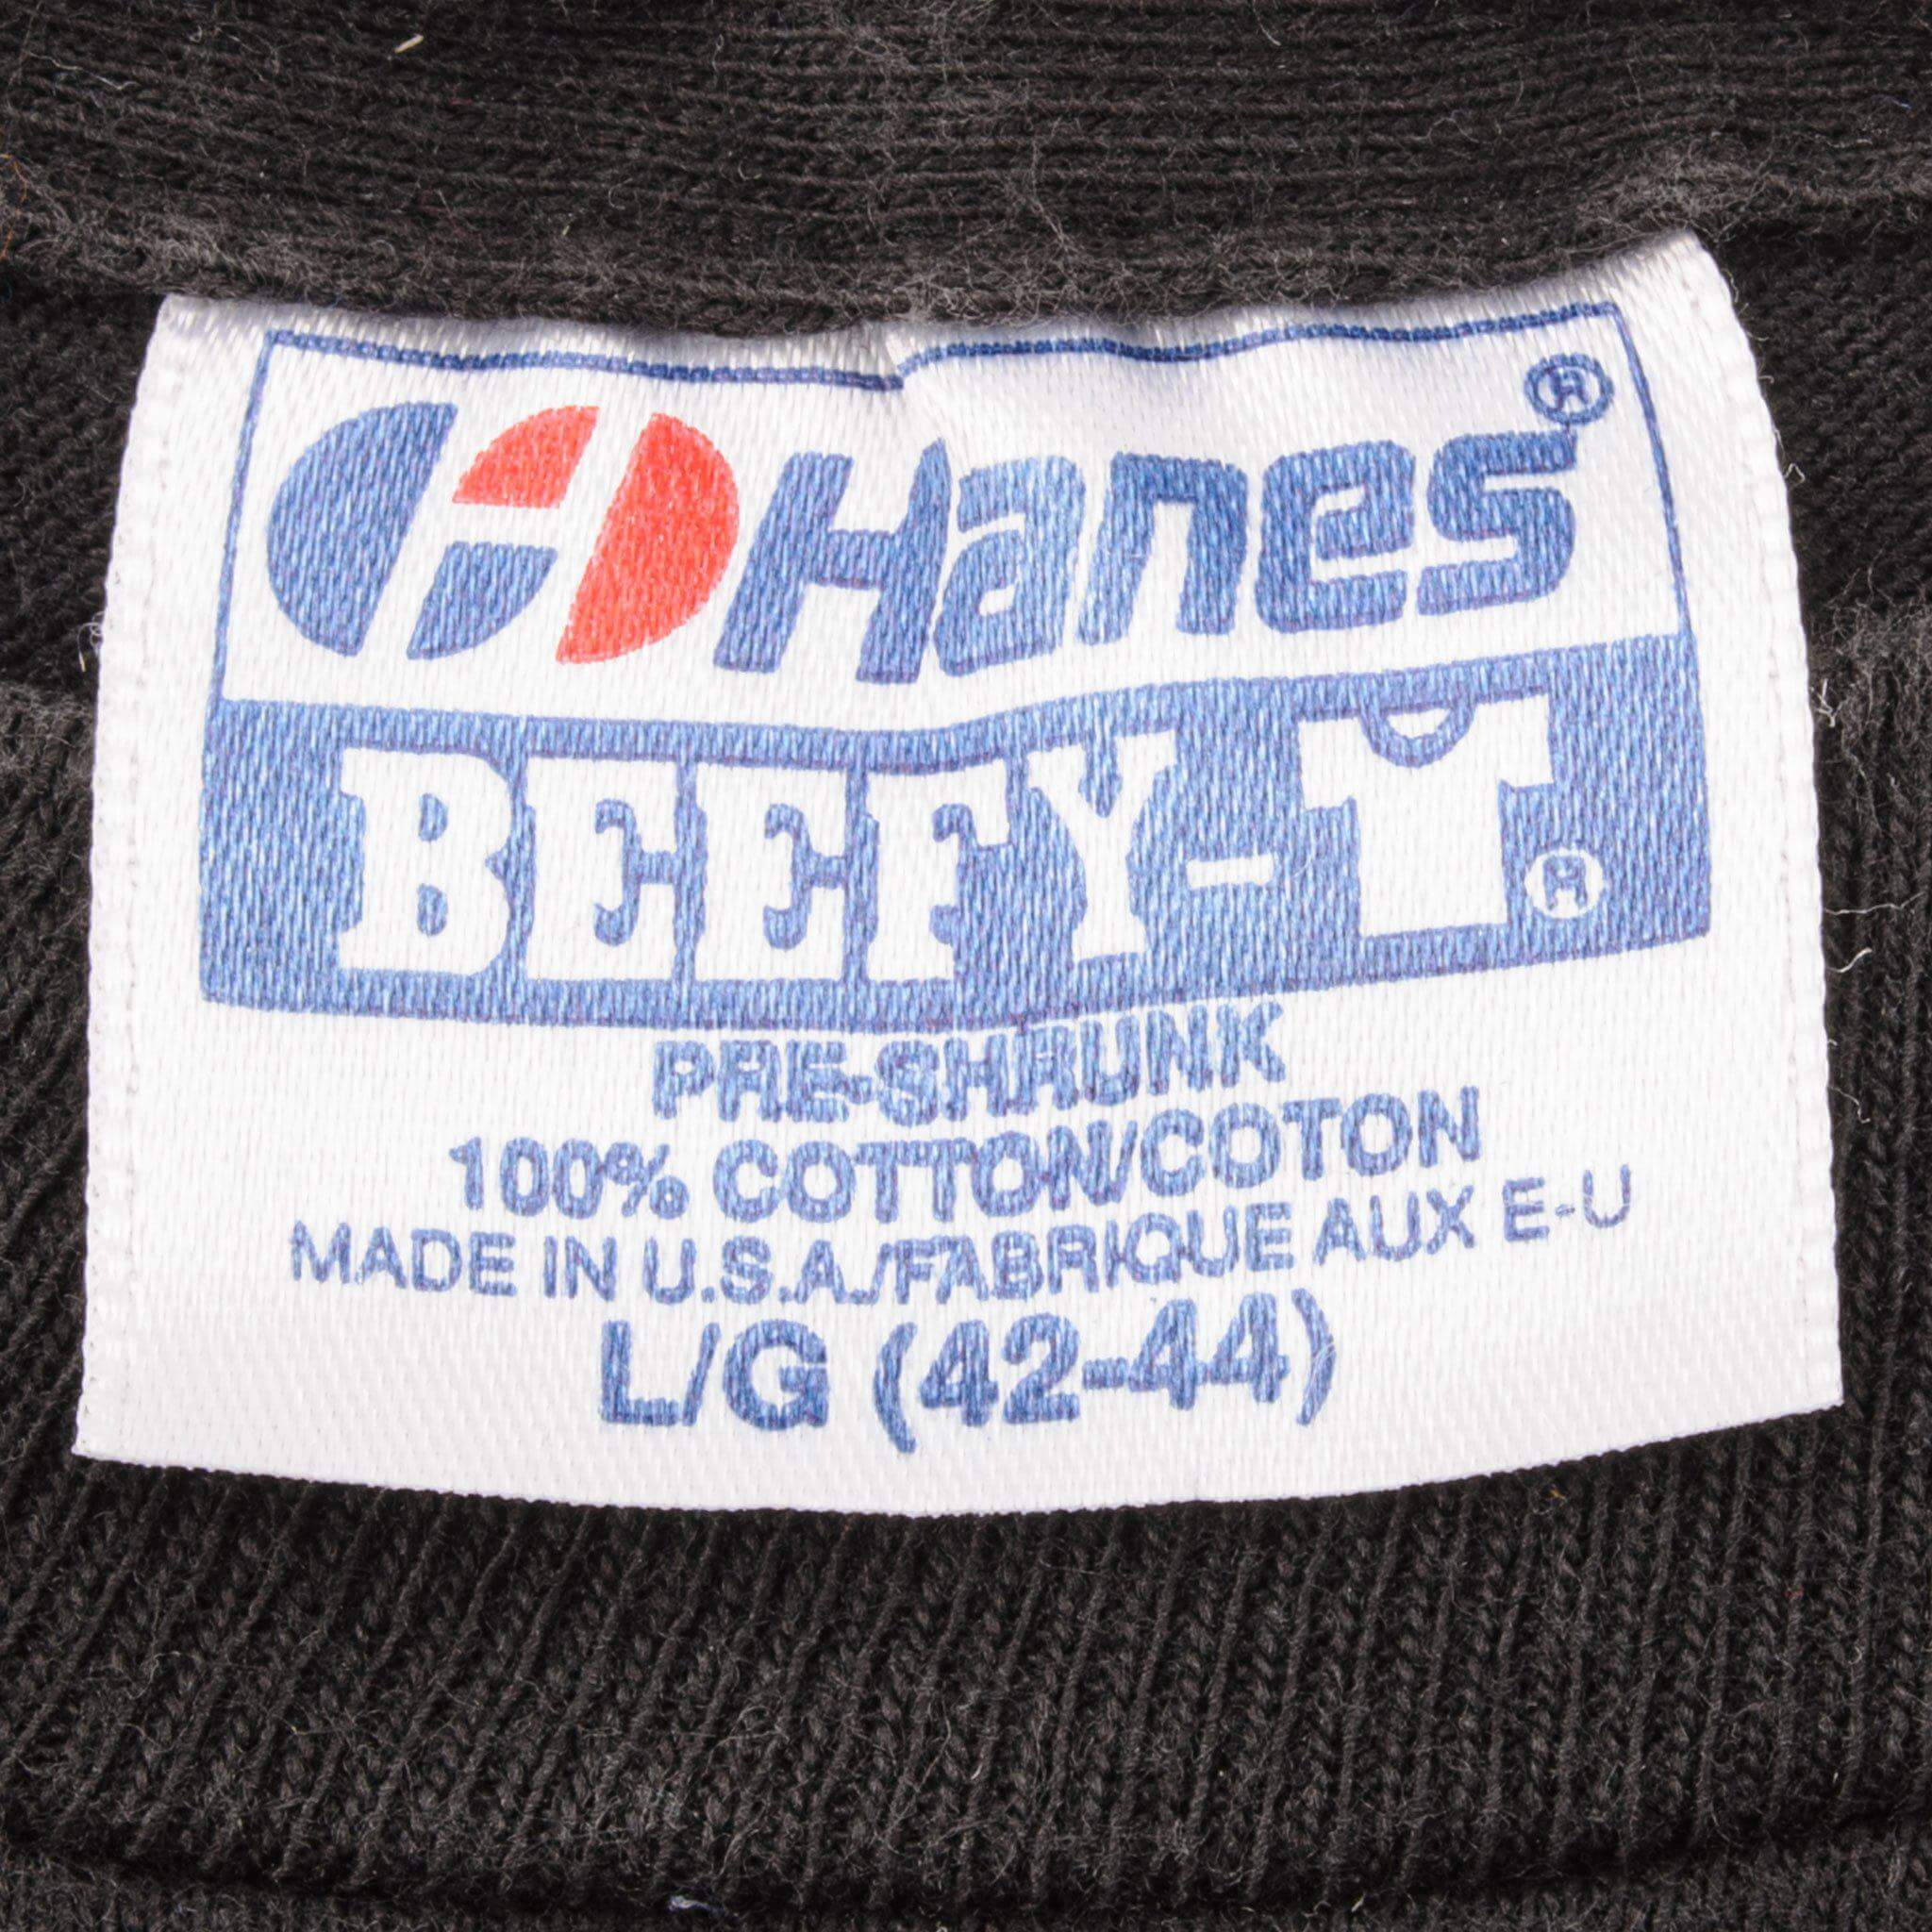 Hanes®
BEEFY-T®
PRE-SHRUNK
100% COTTON/COTON
MADE IN U.S.A./FABRIQUE AUX E-U
L/G (42-44)